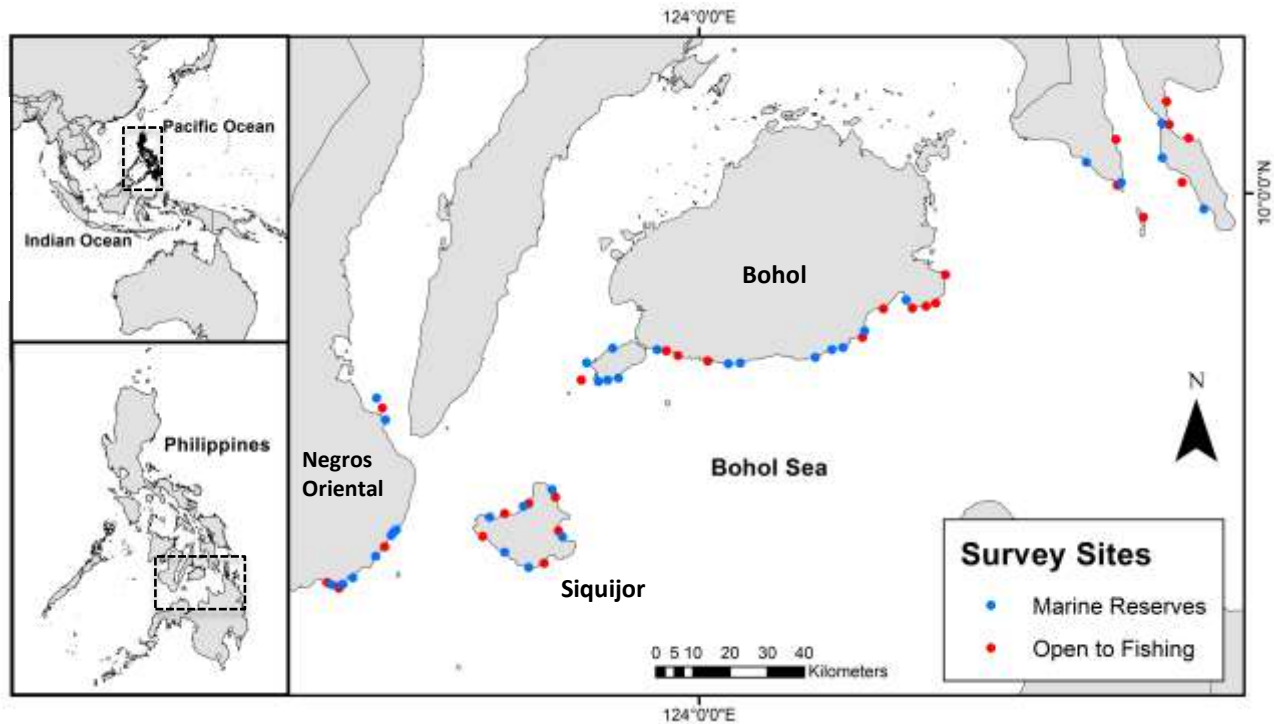 124°0'0"E
Pacific Ocean
Indian Ocean
Philippines
Bohol
10°0'0"N
N
Negros
Oriental
Bohol Sea
Siquijor
Survey Sites
Marine Reserves
Open to Fishing
0 5 10 20 30 40
Kilometers
124°0'0"E